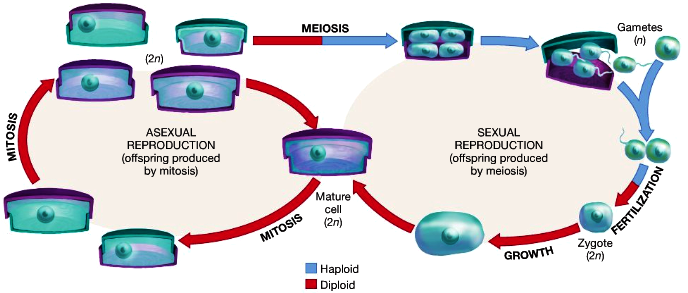 MEIOSIS
Gametes
(n)
(2n)
MITOSIS
ASEXUAL
REPRODUCTION
(offspring produced
by mitosis)
SEXUAL
REPRODUCTION
(offspring produced
by meiosis)
Mature
cell
(2n)
MITOSIS
FERTILIZATION
Zygote
(2n)
GROWTH
Haploid
Diploid